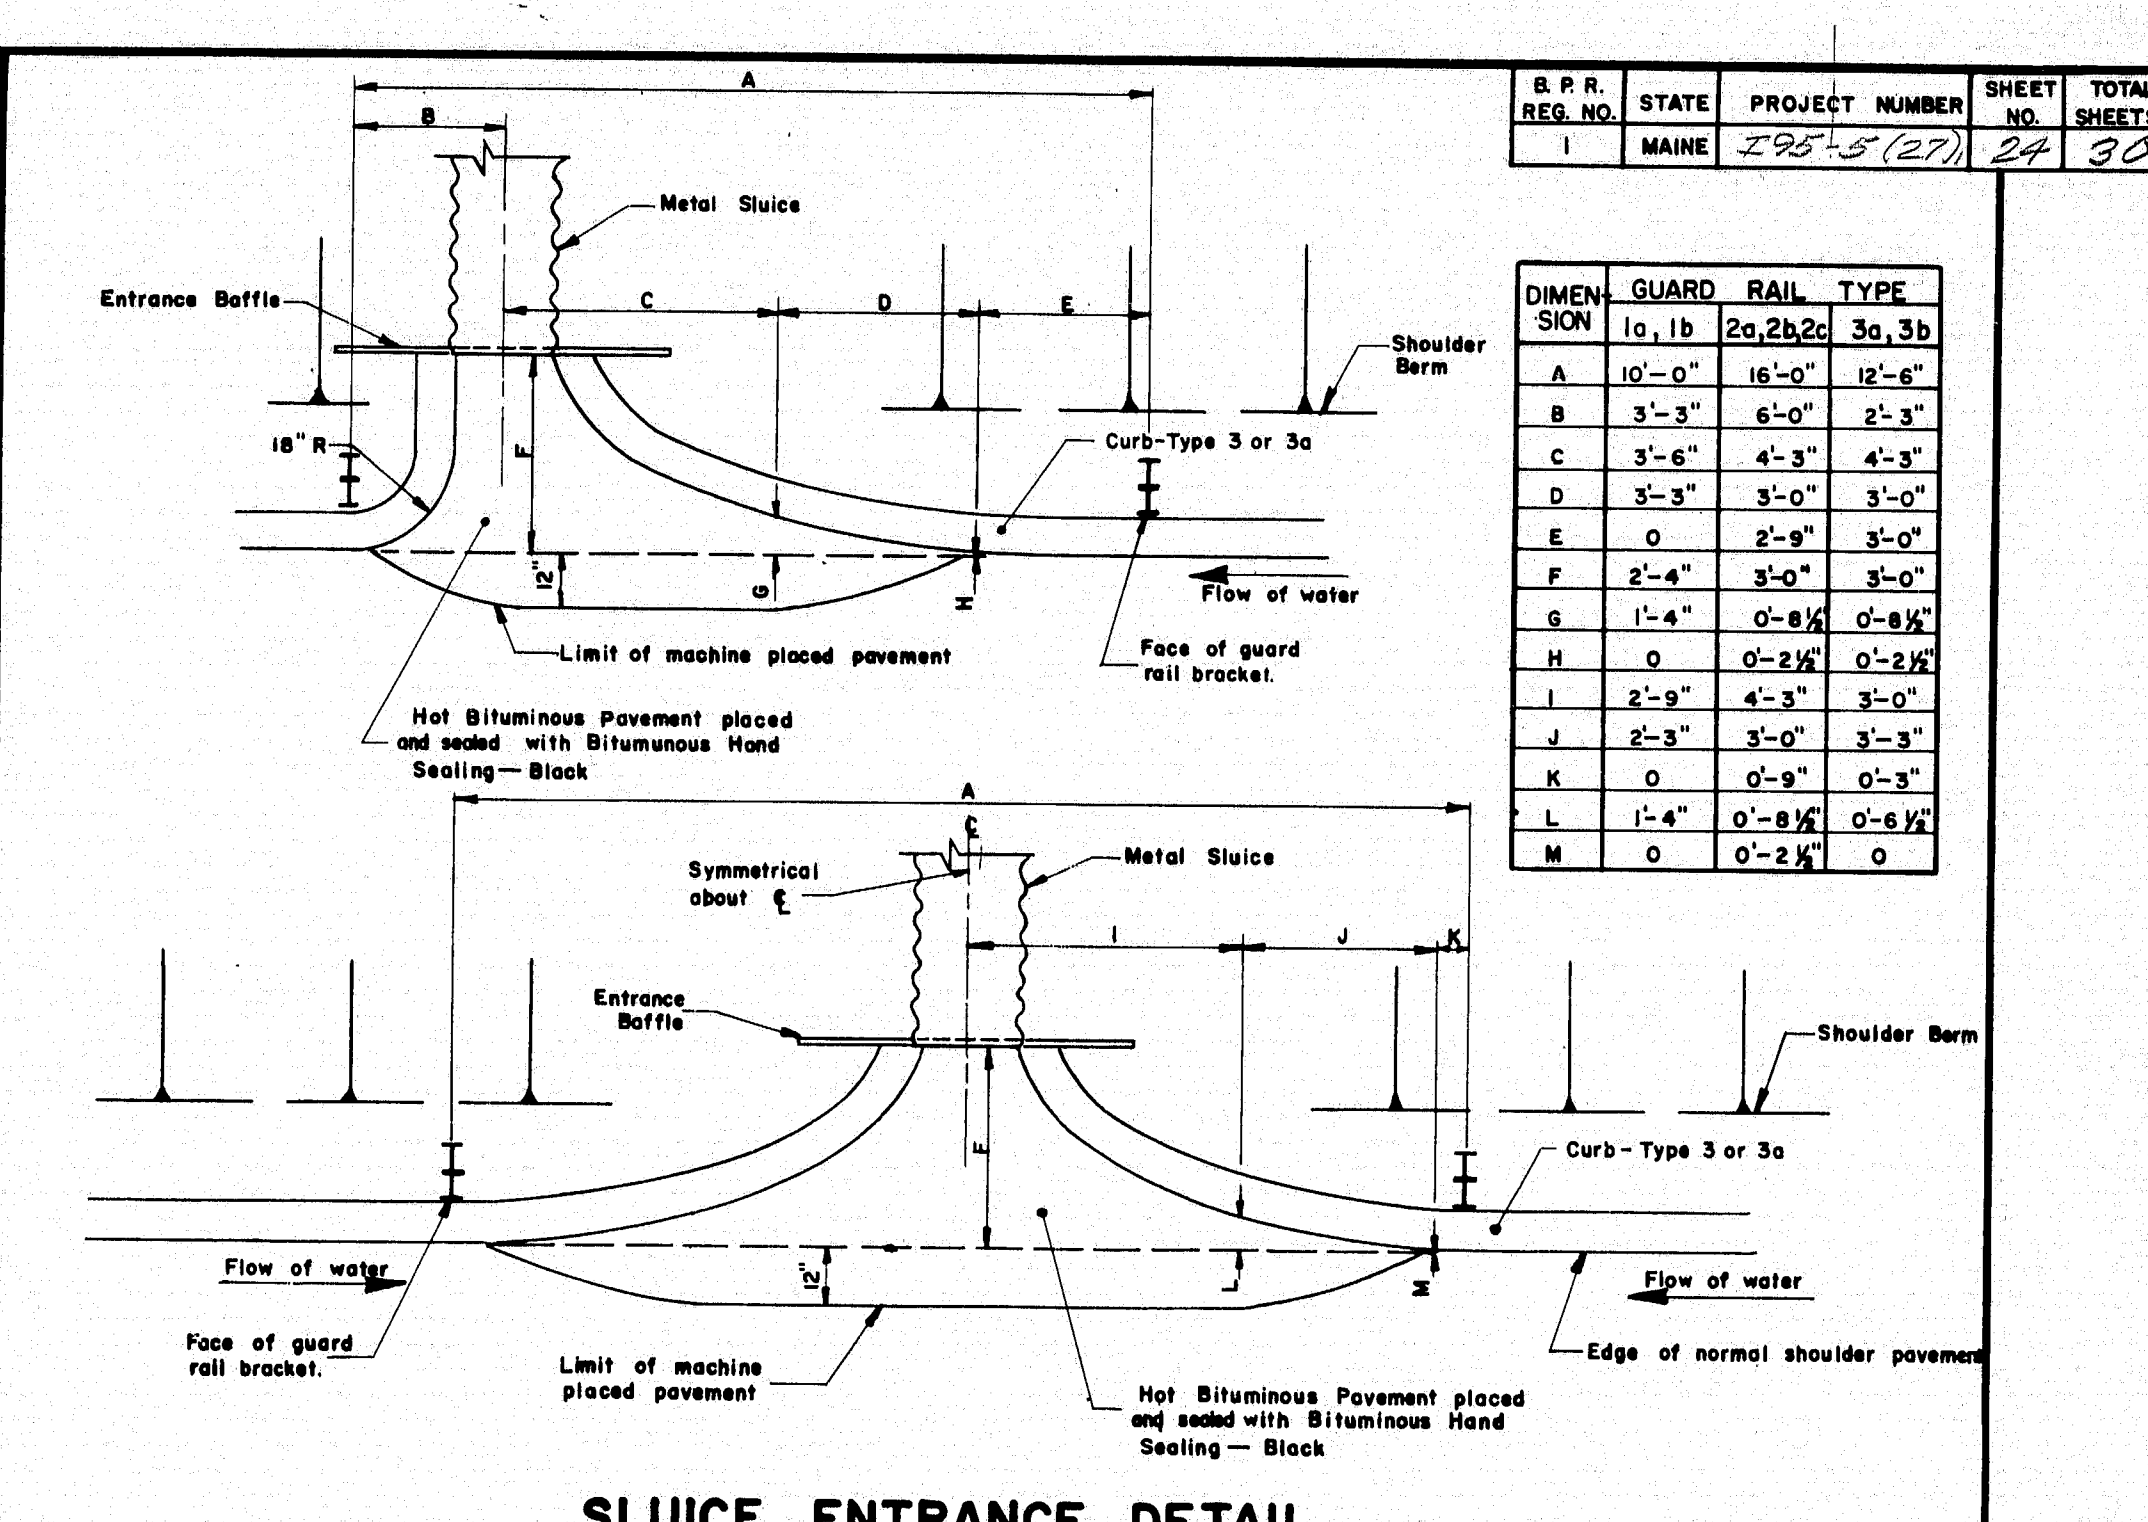 B. P. R. REG. NO. STATE PROJECT NUMBER SHEET NO.
1 MAINE I95-5(27) 24 30
A
B
Metal Sluice
Entrance Baffle
C D E
Shoulder
Berm
18" R
F
Curb-Type 3 or 3a
12"
G
H
Flow of water
Limit of machine placed pavement
Face of guard
rail bracket.
Hot Bituminous Pavement placed
and sealed with Bitumunous Hand
Sealing — Black
DIMEN-SION GUARD RAIL TYPE
1a, 1b 2a,2b,2c 3a, 3b
A 10'-0" 16'-0" 12'-6"
B 3'-3" 6'-0" 2'-3"
C 3'-6" 4'-3" 4'-3"
D 3'-3" 3'-0" 3'-0"
E 0 2'-9" 3'-0"
F 2'-4" 3'-0" 3'-0"
G 1'-4" 0'-8½" 0'-8½"
H 0 0'-2½" 0'-2½"
I 2'-9" 4'-3" 3'-0"
J 2'-3" 3'-0" 3'-3"
K 0 0'-9" 0'-3"
L 1'-4" 0'-8½" 0'-6½"
M 0 0'-2½" 0
A
℄
Symmetrical
about ℄
Metal Sluice
I J K
Entrance
Baffle
Shoulder Berm
F
Curb-Type 3 or 3a
12"
L
M
Flow of water
Flow of water
Face of guard
rail bracket.
Limit of machine
placed pavement
Edge of normal shoulder pavement
Hot Bituminous Pavement placed
and sealed with Bituminous Hand
Sealing — Black
SLUICE ENTRANCE DETAIL